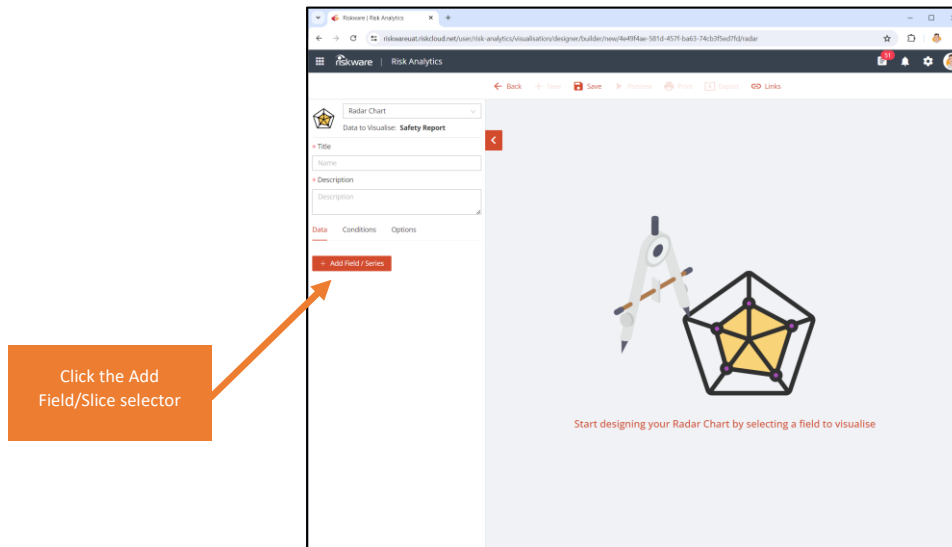 Riskware | Risk Analytics
riskwareuat.riskcloud.net/user/risk-analytics/visualisation/designer/builder/new/4e49f4ae-581d-457f-ba63-74cb3f5ed7fd/radar
riskware | Risk Analytics
51
Back
Save
Print
Export
Links
Radar Chart
Data to Visualise: Safety Report
* Title
Name
* Description
Description
Data Conditions Options
+ Add Field / Series
Click the Add
Field/Slice selector
Start designing your Radar Chart by selecting a field to visualise